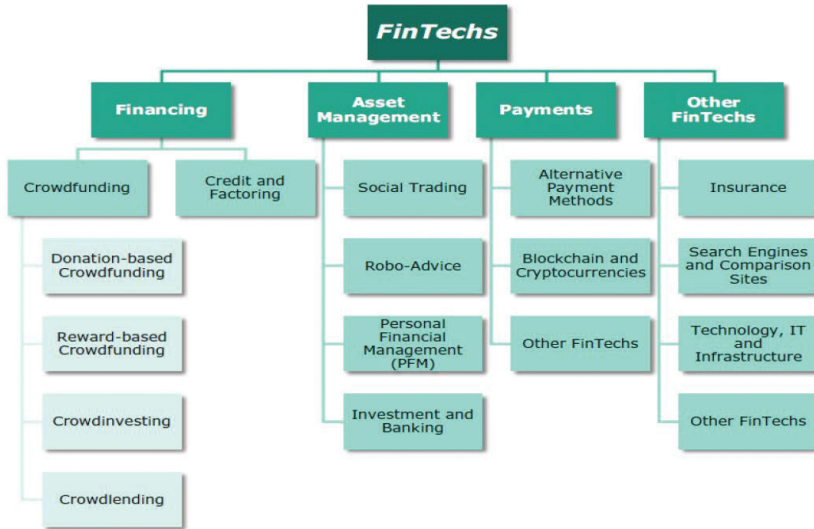 FinTechs
Financing
Asset
Management
Payments
Other
FinTechs
Crowdfunding
Credit and
Factoring
Social Trading
Alternative
Payment
Methods
Insurance
Donation-based
Crowdfunding
Robo-Advice
Blockchain and
Cryptocurrencies
Search Engines
and Comparison
Sites
Reward-based
Crowdfunding
Personal
Financial
Management
(PFM)
Other FinTechs
Technology, IT
and
Infrastructure
Crowdinvesting
Investment and
Banking
Other FinTechs
Crowdlending